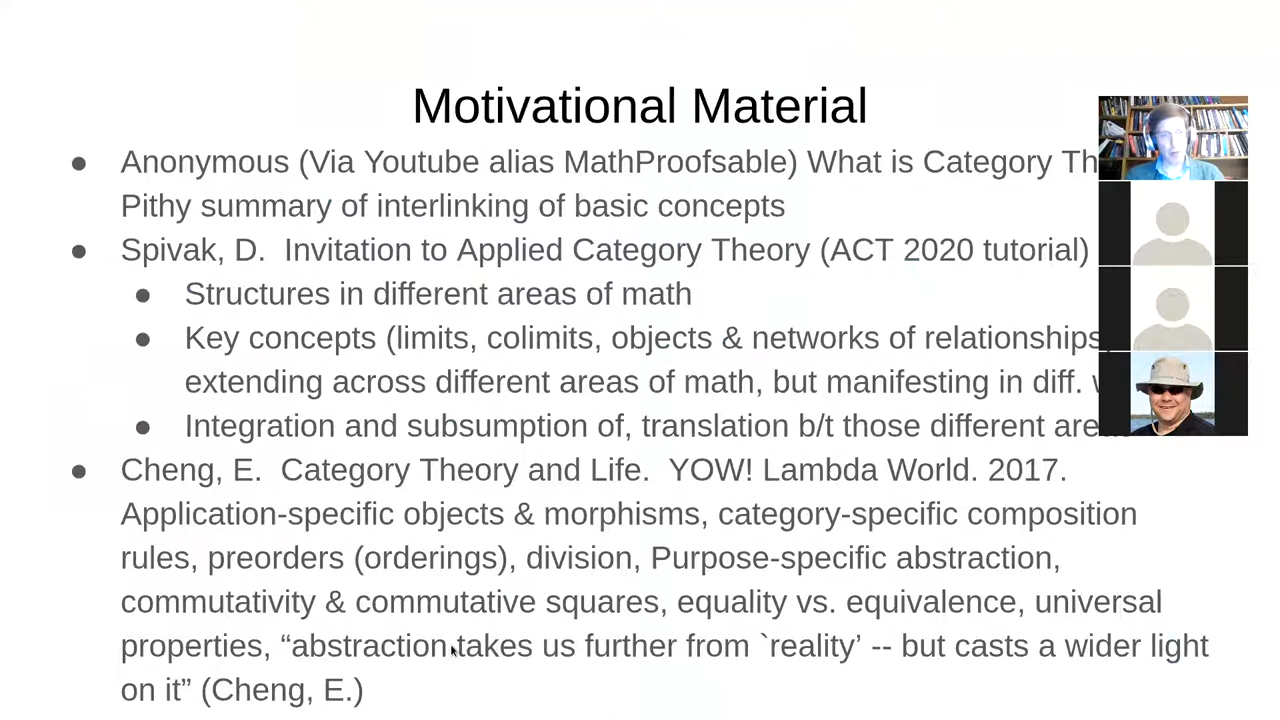 Motivational Material
● Anonymous (Via Youtube alias MathProofsable) What is Category
Pithy summary of interlinking of basic concepts
● Spivak, D. Invitation to Applied Category Theory (ACT 2020 tutorial)
● Structures in different areas of math
● Key concepts (limits, colimits, objects & networks of relationships
extending across different areas of math, but manifesting in diff.
● Integration and subsumption of, translation b/t those different
● Cheng, E. Category Theory and Life. YOW! Lambda World. 2017.
Application-specific objects & morphisms, category-specific composition
rules, preorders (orderings), division, Purpose-specific abstraction,
commutativity & commutative squares, equality vs. equivalence, universal
properties, “abstraction takes us further from `reality’ -- but casts a wider light
on it” (Cheng, E.)